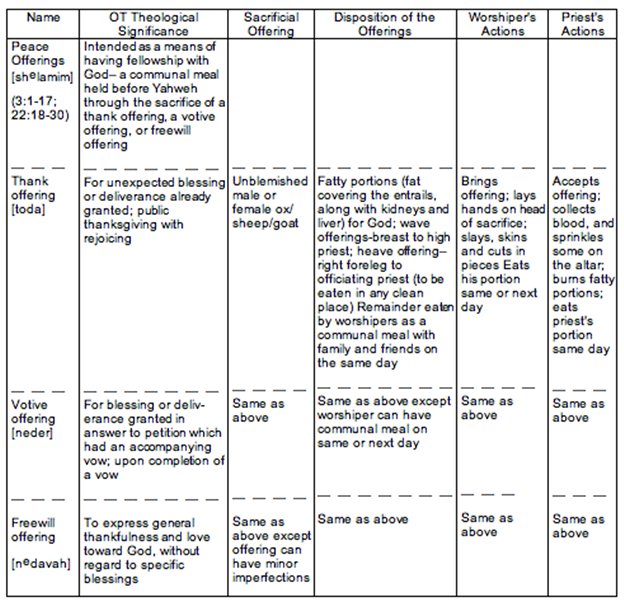 Name
OT Theological
Significance
Sacrificial
Offering
Disposition of the
Offerings
Worshiper's
Actions
Priest's
Actions
Peace
Offerings
[shᵉlamim]
(3:1-17;
22:18-30)
Intended as a means of
having fellowship with
God-- a communal meal
held before Yahweh
through the sacrifice of a
thank offering, a votive
offering, or freewill
offering
Thank
offering
[toda]
For unexpected blessing
or deliverance already
granted; public
thanksgiving with
rejoicing
Unblemished
male or
female ox/
sheep/goat
Fatty portions (fat
covering the entrails,
along with kidneys and
liver) for God; wave
offerings-breast to high
priest; heave offering--
right foreleg to
officiating priest (to be
eaten in any clean
place) Remainder eaten
by worshipers as a
communal meal with
family and friends on
the same day
Brings
offering; lays
hands on head
of sacrifice;
slays, skins
and cuts in
pieces Eats
his portion
same or next
day
Accepts
offering;
collects
blood, and
sprinkles
some on
the altar;
burns fatty
portions;
eats
priest's
portion
same day
Votive
offering
[neder]
For blessing or deliv-
erance granted in
answer to petition which
had an accompanying
vow; upon completion of
a vow
Same as
above
Same as above except
worshiper can have
communal meal on
same or next day
Same as
above
Same as
above
Freewill
offering
[nᵉdavah]
To express general
thankfulness and love
toward God, without
regard to specific
blessings
Same as
above except
offering can
have minor
imperfections
Same as above
Same as
above
Same as
above